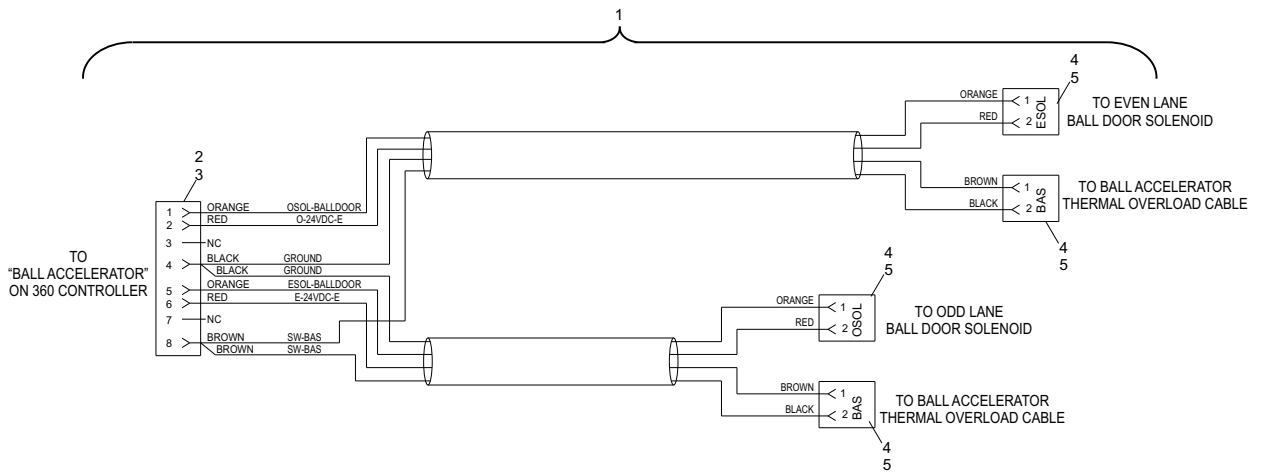 1
4
5
ORANGE
1
RED
2
ESOL
TO EVEN LANE
BALL DOOR SOLENOID
BROWN
1
BLACK
2
BAS
TO BALL ACCELERATOR
THERMAL OVERLOAD CABLE
4
5
2
3
TO
“BALL ACCELERATOR”
ON 360 CONTROLLER
1 ORANGE OSOL-BALLDOOR
2 RED O-24VDC-E
3 NC
4 BLACK GROUND
BLACK GROUND
5 ORANGE ESOL-BALLDOOR
6 RED E-24VDC-E
7 NC
8 BROWN SW-BAS
BROWN SW-BAS
4
5
ORANGE
1
RED
2
OSOL
TO ODD LANE
BALL DOOR SOLENOID
BROWN
1
BLACK
2
BAS
TO BALL ACCELERATOR
THERMAL OVERLOAD CABLE
4
5